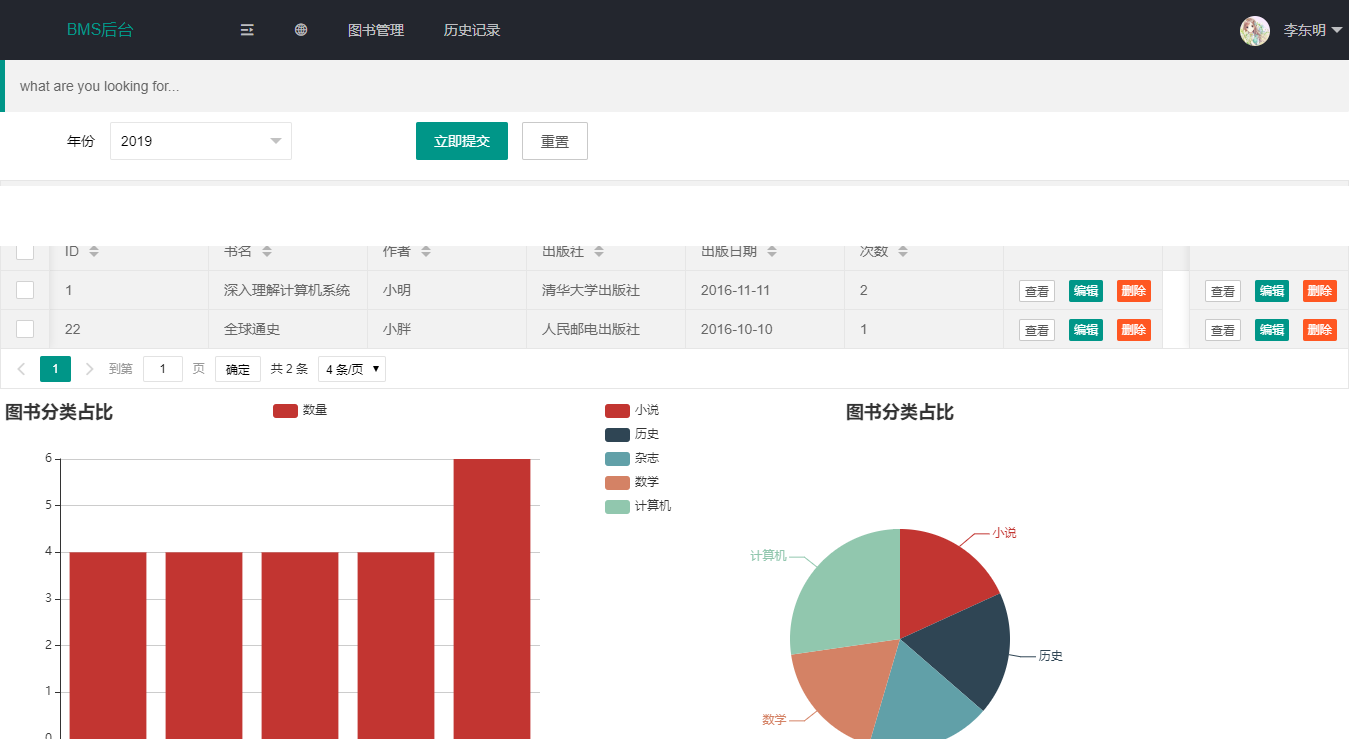 BMS后台 图书管理 历史记录 李东明
what are you looking for...
年份 2019 立即提交 重置
ID 书名 作者 出版社 出版日期 次数
1 深入理解计算机系统 小明 清华大学出版社 2016-11-11 2 查看 编辑 删除 查看 编辑 删除
22 全球通史 小胖 人民邮电出版社 2016-10-10 1 查看 编辑 删除 查看 编辑 删除
1 到第 1 页 确定 共 2 条 4 条/页
图书分类占比 数量
6
5
4
3
2
1
0
小说
历史
杂志
数学
计算机
图书分类占比
小说
计算机
历史
数学